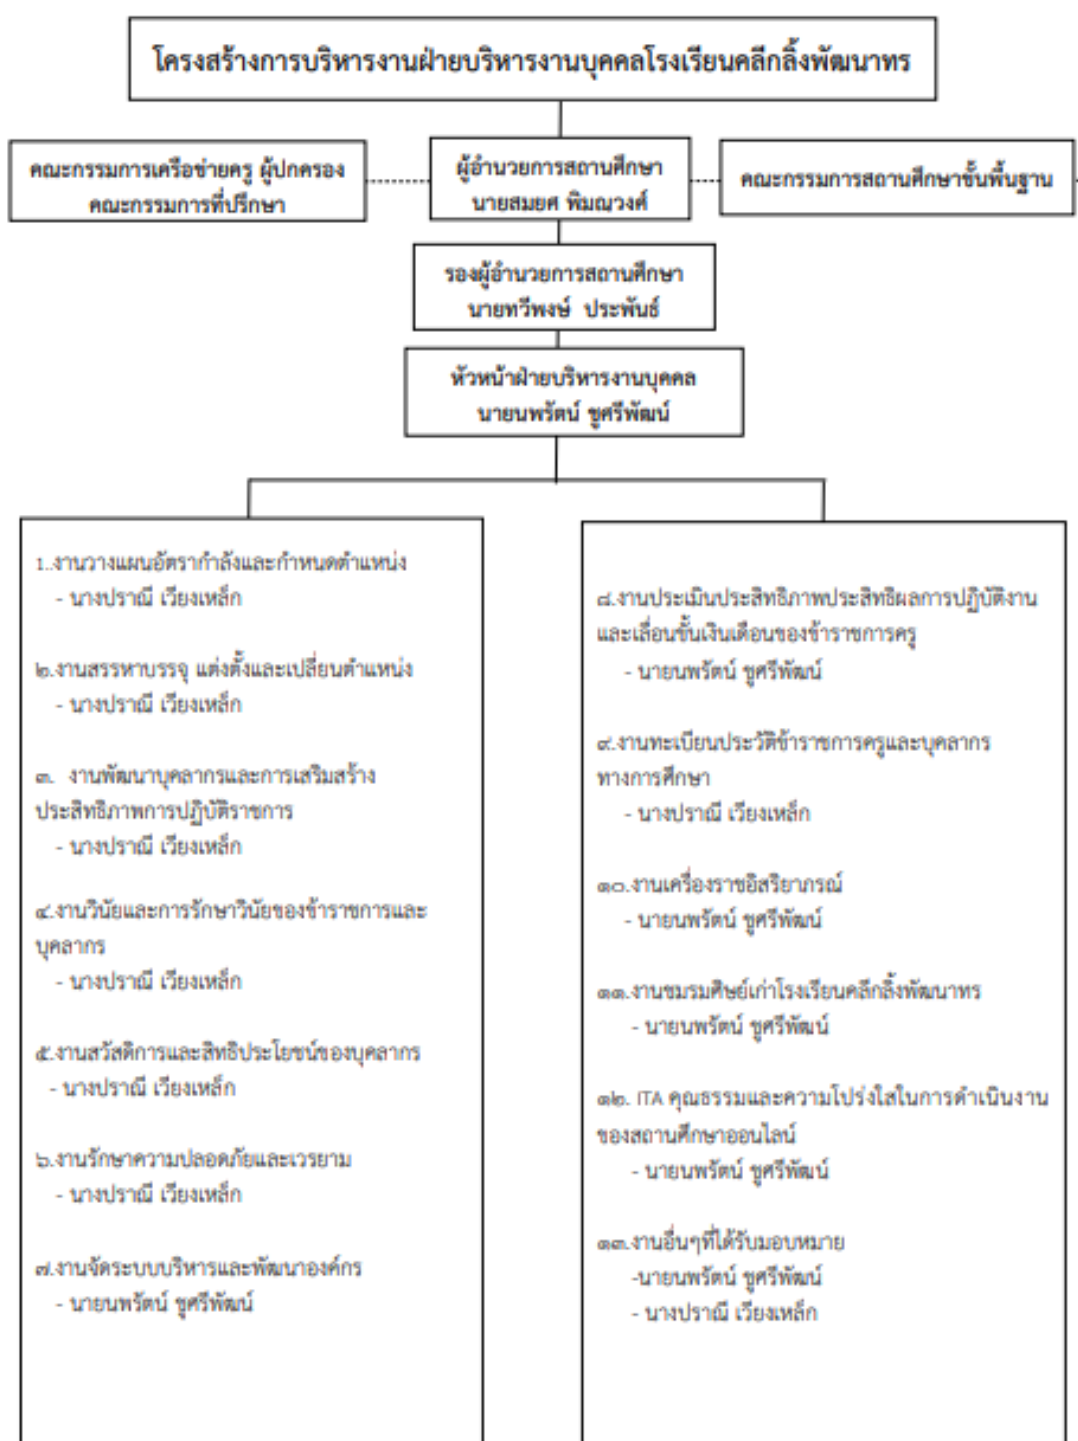 โครงสร้างการบริหารงานฝ่ายบริหารงานบุคคลโรงเรียนคลีกลิ้งพัฒนาทร
คณะกรรมการเครือข่ายครู ผู้ปกครอง
คณะกรรมการที่ปรึกษา
ผู้อำนวยการสถานศึกษา
นายสมยศ พิมณวงศ์
คณะกรรมการสถานศึกษาขั้นพื้นฐาน
รองผู้อำนวยการสถานศึกษา
นายทวีพงษ์ ประพันธ์
หัวหน้าฝ่ายบริหารงานบุคคล
นายนพรัตน์ ชูศรีพัฒน์
1..งานวางแผนอัตรากำลังและกำหนดตำแหน่ง
- นางปราณี เวียงเหล็ก
๒.งานสรรหาบรรจุ แต่งตั้งและเปลี่ยนตำแหน่ง
- นางปราณี เวียงเหล็ก
๓. งานพัฒนาบุคลากรและการเสริมสร้าง
ประสิทธิภาพการปฏิบัติราชการ
- นางปราณี เวียงเหล็ก
๔.งานวินัยและการรักษาวินัยของข้าราชการและ
บุคลากร
- นางปราณี เวียงเหล็ก
๕.งานสวัสดิการและสิทธิประโยชน์ของบุคลากร
- นางปราณี เวียงเหล็ก
๖.งานรักษาความปลอดภัยและเวรยาม
- นางปราณี เวียงเหล็ก
๗.งานจัดระบบบริหารและพัฒนาองค์กร
- นายนพรัตน์ ชูศรีพัฒน์
๘.งานประเมินประสิทธิภาพประสิทธิผลการปฏิบัติงาน
และเลื่อนขั้นเงินเดือนของข้าราชการครู
- นายนพรัตน์ ชูศรีพัฒน์
๙.งานทะเบียนประวัติข้าราชการครูและบุคลากร
ทางการศึกษา
- นางปราณี เวียงเหล็ก
๑๐.งานเครื่องราชอิสริยาภรณ์
- นายนพรัตน์ ชูศรีพัฒน์
๑๑.งานชมรมศิษย์เก่าโรงเรียนคลีกลิ้งพัฒนาทร
- นายนพรัตน์ ชูศรีพัฒน์
๑๒. ITA คุณธรรมและความโปร่งใสในการดำเนินงาน
ของสถานศึกษาออนไลน์
- นายนพรัตน์ ชูศรีพัฒน์
๑๓.งานอื่นๆที่ได้รับมอบหมาย
-นายนพรัตน์ ชูศรีพัฒน์
- นางปราณี เวียงเหล็ก